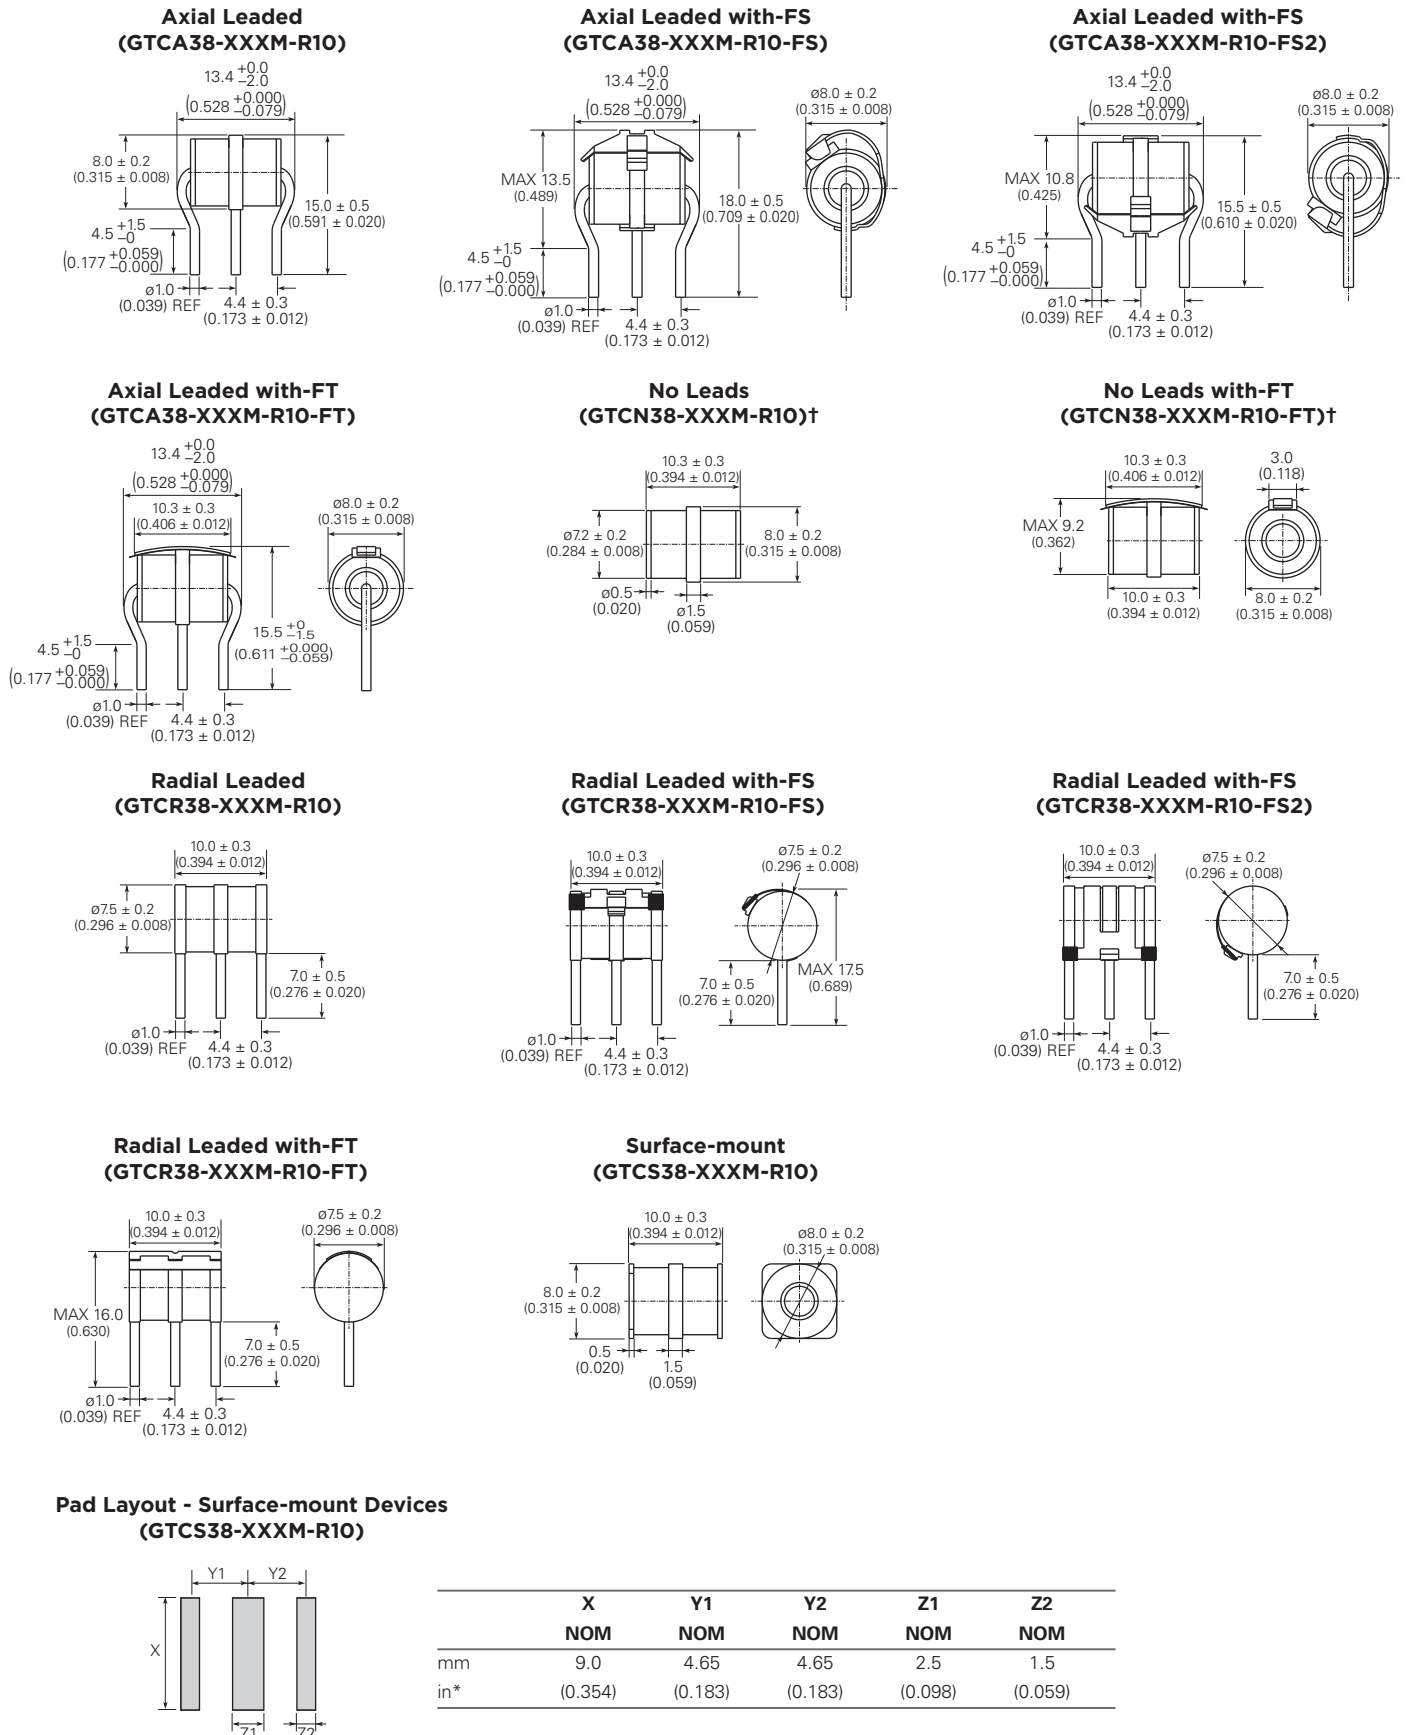 Axial Leaded
(GTCA38-XXXM-R10)
13.4 +0.0 –2.0
(0.528 +0.000 –0.079)
8.0 ± 0.2
(0.315 ± 0.008)
15.0 ± 0.5
(0.591 ± 0.020)
4.5 +1.5 –0
(0.177 +0.059 –0.000)
ø1.0
(0.039) REF
4.4 ± 0.3
(0.173 ± 0.012)
Axial Leaded with-FS
(GTCA38-XXXM-R10-FS)
13.4 +0.0 –2.0
(0.528 +0.000 –0.079)
ø8.0 ± 0.2
(0.315 ± 0.008)
MAX 13.5
(0.489)
18.0 ± 0.5
(0.709 ± 0.020)
4.5 +1.5 –0
(0.177 +0.059 –0.000)
ø1.0
(0.039) REF
4.4 ± 0.3
(0.173 ± 0.012)
Axial Leaded with-FS
(GTCA38-XXXM-R10-FS2)
13.4 +0.0 –2.0
(0.528 +0.000 –0.079)
ø8.0 ± 0.2
(0.315 ± 0.008)
MAX 10.8
(0.425)
15.5 ± 0.5
(0.610 ± 0.020)
4.5 +1.5 –0
(0.177 +0.059 –0.000)
ø1.0
(0.039) REF
4.4 ± 0.3
(0.173 ± 0.012)
Axial Leaded with-FT
(GTCA38-XXXM-R10-FT)
13.4 +0.0 –2.0
(0.528 +0.000 –0.079)
10.3 ± 0.3
(0.406 ± 0.012)
ø8.0 ± 0.2
(0.315 ± 0.008)
15.5 +0 –1.5
(0.611 +0.000 –0.059)
4.5 +1.5 –0
(0.177 +0.059 –0.000)
ø1.0
(0.039) REF
4.4 ± 0.3
(0.173 ± 0.012)
No Leads
(GTCN38-XXXM-R10)†
10.3 ± 0.3
(0.394 ± 0.012)
ø7.2 ± 0.2
(0.284 ± 0.008)
8.0 ± 0.2
(0.315 ± 0.008)
ø0.5
(0.020)
ø1.5
(0.059)
No Leads with-FT
(GTCN38-XXXM-R10-FT)†
10.3 ± 0.3
(0.406 ± 0.012)
3.0
(0.118)
MAX 9.2
(0.362)
10.0 ± 0.3
(0.394 ± 0.012)
8.0 ± 0.2
(0.315 ± 0.008)
Radial Leaded
(GTCR38-XXXM-R10)
10.0 ± 0.3
(0.394 ± 0.012)
ø7.5 ± 0.2
(0.296 ± 0.008)
7.0 ± 0.5
(0.276 ± 0.020)
ø1.0
(0.039) REF
4.4 ± 0.3
(0.173 ± 0.012)
Radial Leaded with-FS
(GTCR38-XXXM-R10-FS)
10.0 ± 0.3
(0.394 ± 0.012)
ø7.5 ± 0.2
(0.296 ± 0.008)
7.0 ± 0.5
(0.276 ± 0.020)
MAX 17.5
(0.689)
ø1.0
(0.039) REF
4.4 ± 0.3
(0.173 ± 0.012)
Radial Leaded with-FS
(GTCR38-XXXM-R10-FS2)
10.0 ± 0.3
(0.394 ± 0.012)
ø7.5 ± 0.2
(0.296 ± 0.008)
7.0 ± 0.5
(0.276 ± 0.020)
ø1.0
(0.039) REF
4.4 ± 0.3
(0.173 ± 0.012)
Radial Leaded with-FT
(GTCR38-XXXM-R10-FT)
10.0 ± 0.3
(0.394 ± 0.012)
ø7.5 ± 0.2
(0.296 ± 0.008)
MAX 16.0
(0.630)
7.0 ± 0.5
(0.276 ± 0.020)
ø1.0
(0.039) REF
4.4 ± 0.3
(0.173 ± 0.012)
Surface-mount
(GTCS38-XXXM-R10)
10.0 ± 0.3
(0.394 ± 0.012)
ø8.0 ± 0.2
(0.315 ± 0.008)
8.0 ± 0.2
(0.315 ± 0.008)
0.5
(0.020)
1.5
(0.059)
Pad Layout - Surface-mount Devices
(GTCS38-XXXM-R10)
Y1 Y2
X
Z1 Z2
X Y1 Y2 Z1 Z2
NOM NOM NOM NOM NOM
mm 9.0 4.65 4.65 2.5 1.5
in* (0.354) (0.183) (0.183) (0.098) (0.059)